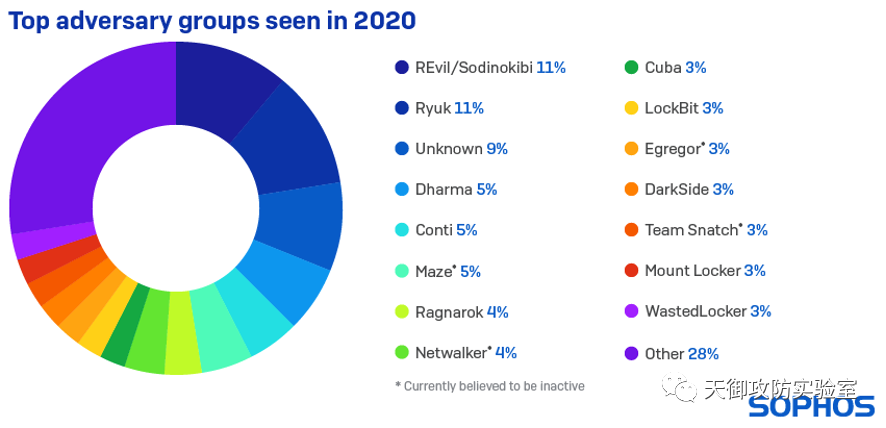 Top adversary groups seen in 2020
REvil/Sodinokibi 11%
Ryuk 11%
Unknown 9%
Dharma 5%
Conti 5%
Maze* 5%
Ragnarok 4%
Netwalker* 4%
Cuba 3%
LockBit 3%
Egregor* 3%
DarkSide 3%
Team Snatch* 3%
Mount Locker 3%
WastedLocker 3%
Other 28%
* Currently believed to be inactive
天御攻防实验室
SOPHOS